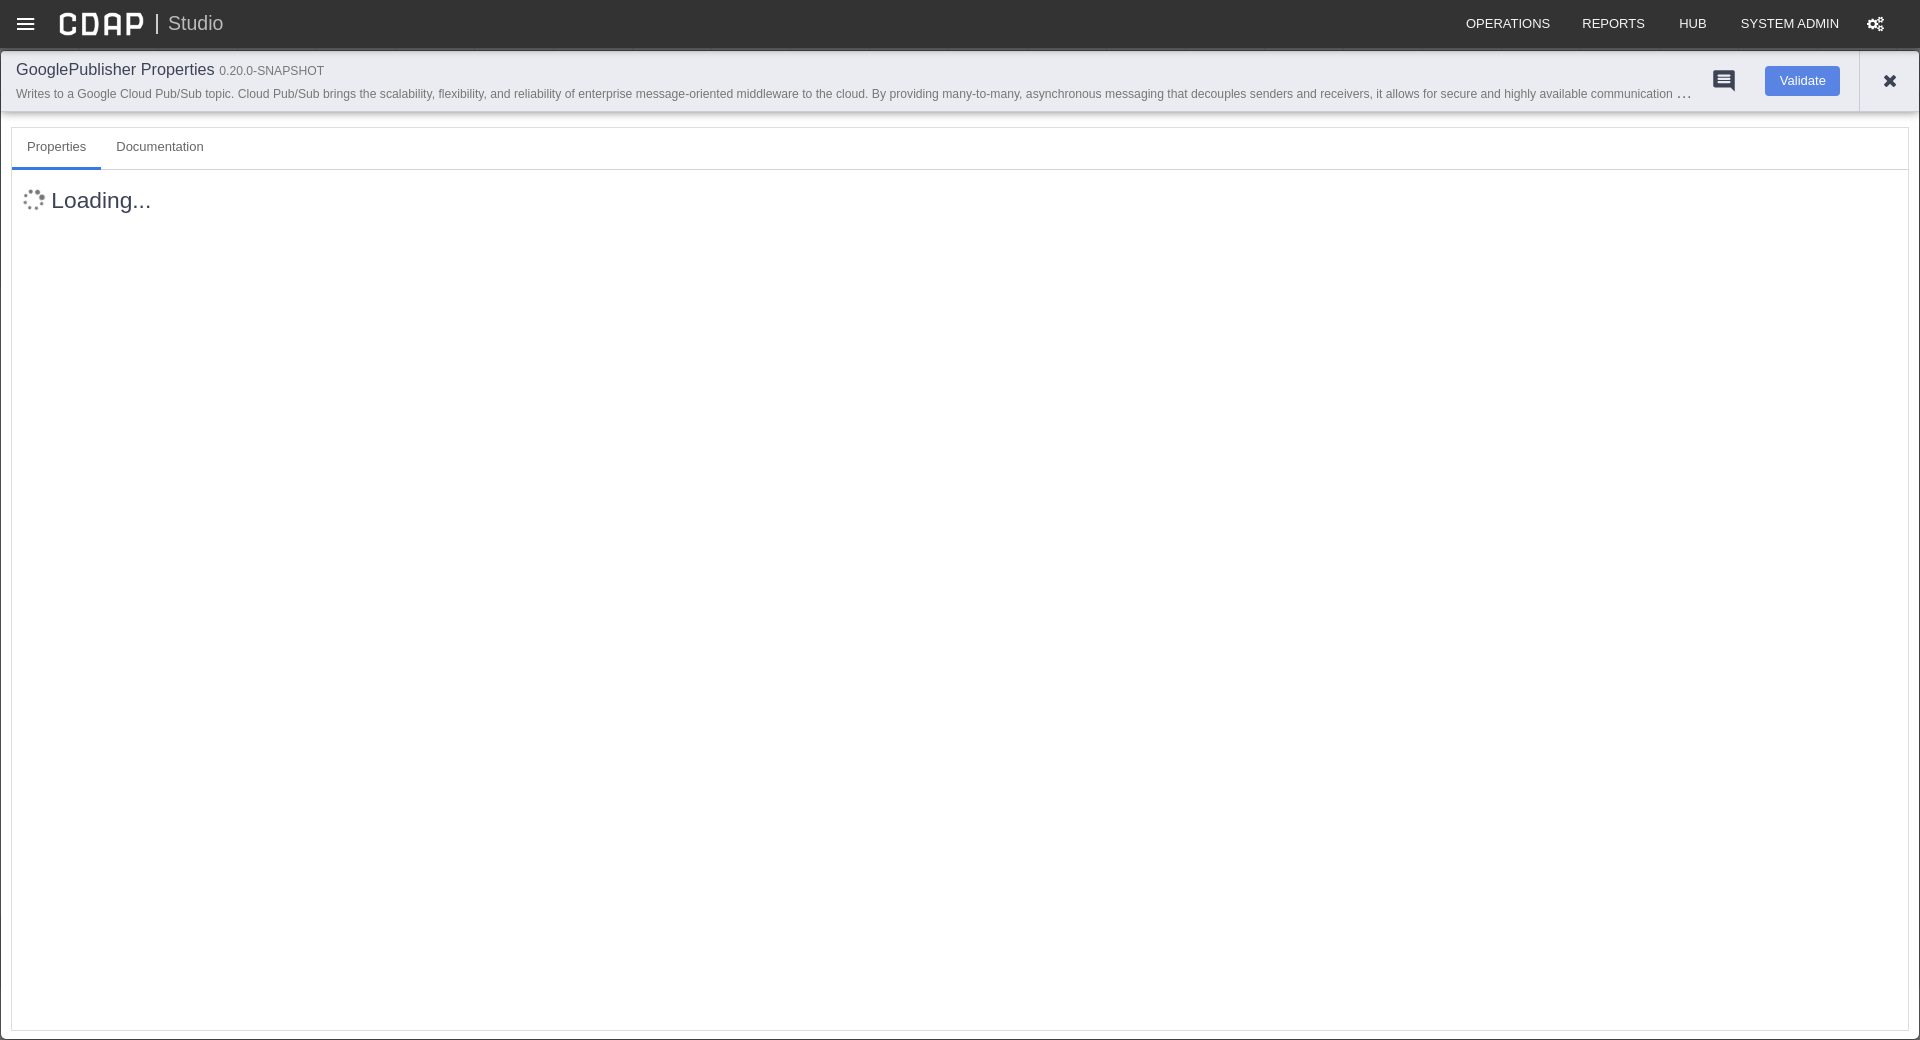 CDAP | Studio
OPERATIONS REPORTS HUB SYSTEM ADMIN
GooglePublisher Properties 0.20.0-SNAPSHOT
Writes to a Google Cloud Pub/Sub topic. Cloud Pub/Sub brings the scalability, flexibility, and reliability of enterprise message-oriented middleware to the cloud. By providing many-to-many, asynchronous messaging that decouples senders and receivers, it allows for secure and highly available communication ...
Validate
Properties Documentation
Loading...